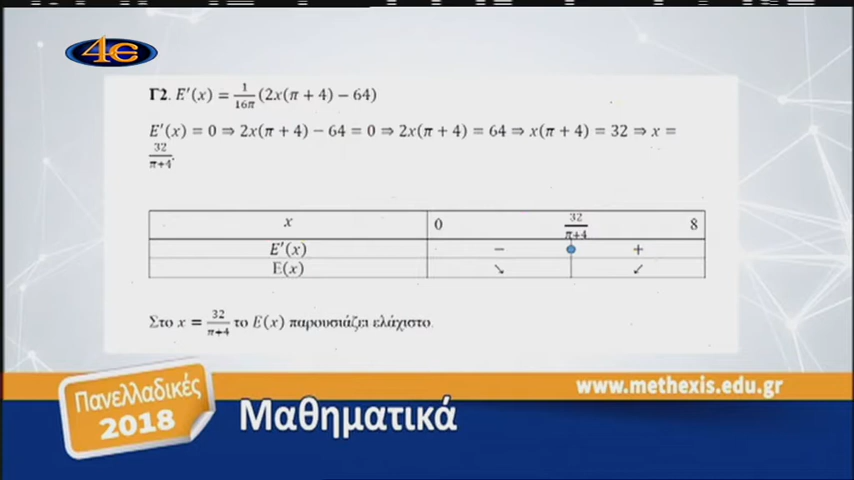 4e
Γ2. E′(x) = 1/16π (2x(π + 4) − 64)
E′(x) = 0 ⇒ 2x(π + 4) − 64 = 0 ⇒ 2x(π + 4) = 64 ⇒ x(π + 4) = 32 ⇒ x =
32/π+4.
x 0 32/π+4 8
E′(x) − +
E(x) ↘ ↙
Στο x = 32/π+4 το E(x) παρουσιάζει ελάχιστο.
www.methexis.edu.gr
Πανελλαδικές
2018
Μαθηματικά